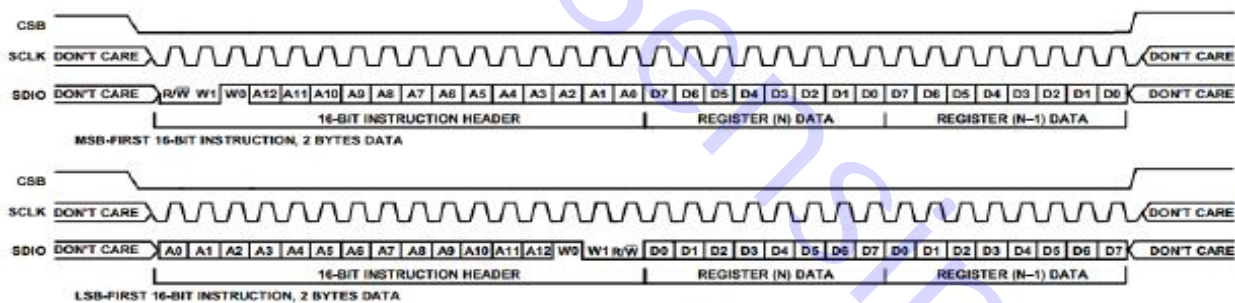 CSB
SCLK DON'T CARE DON'T CARE
SDIO DON'T CARE R/W̅ W1 W0 A12 A11 A10 A9 A8 A7 A6 A5 A4 A3 A2 A1 A0 D7 D6 D5 D4 D3 D2 D1 D0 D7 D6 D5 D4 D3 D2 D1 D0 DON'T CARE
16-BIT INSTRUCTION HEADER REGISTER (N) DATA REGISTER (N–1) DATA
MSB-FIRST 16-BIT INSTRUCTION, 2 BYTES DATA
CSB
SCLK DON'T CARE DON'T CARE
SDIO DON'T CARE A0 A1 A2 A3 A4 A5 A6 A7 A8 A9 A10 A11 A12 W0 W1 R/W̅ D0 D1 D2 D3 D4 D5 D6 D7 D0 D1 D2 D3 D4 D5 D6 D7 DON'T CARE
16-BIT INSTRUCTION HEADER REGISTER (N) DATA REGISTER (N–1) DATA
LSB-FIRST 16-BIT INSTRUCTION, 2 BYTES DATA